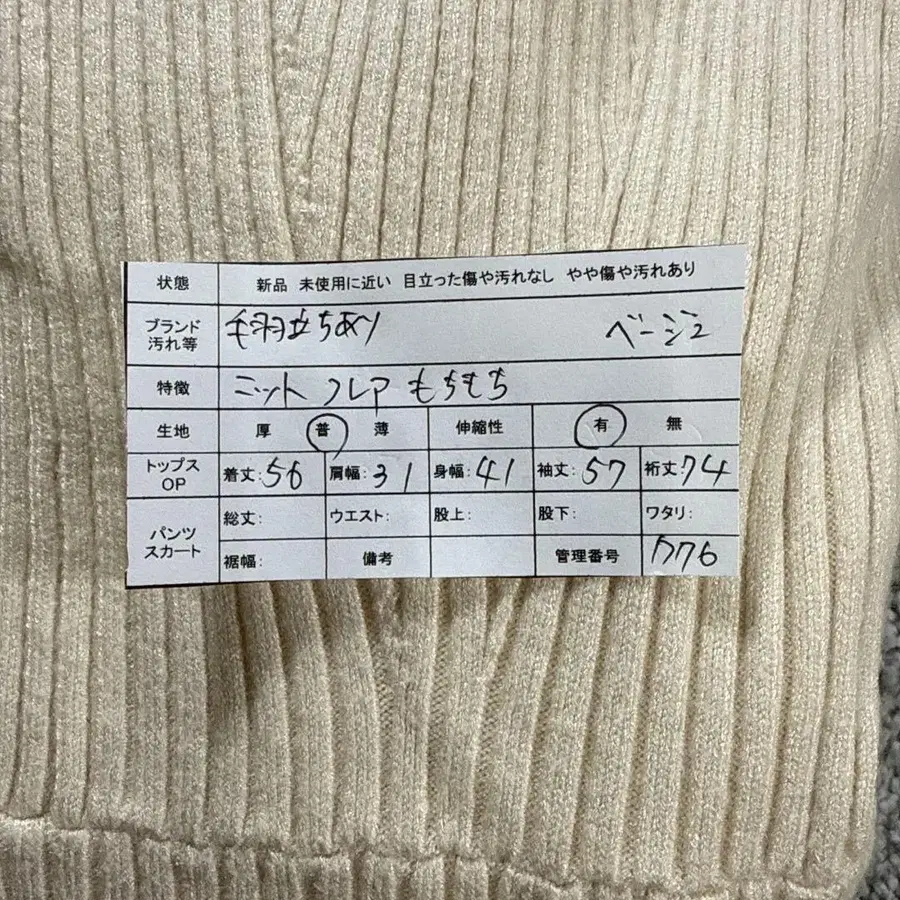 状態 新品 未使用に近い 目立った傷や汚れなし やや傷や汚れあり
ブランド 汚れ等 毛羽立ちあり ベージュ
特徴 ニット フレア もちもち
生地 厚 普 薄 伸縮性 有 無
トップス OP 着丈:56 肩幅:31 身幅:41 袖丈:57 裄丈:74
パンツ スカート 総丈: ウエスト: 股上: 股下: ワタリ:
裾幅: 備考 管理番号